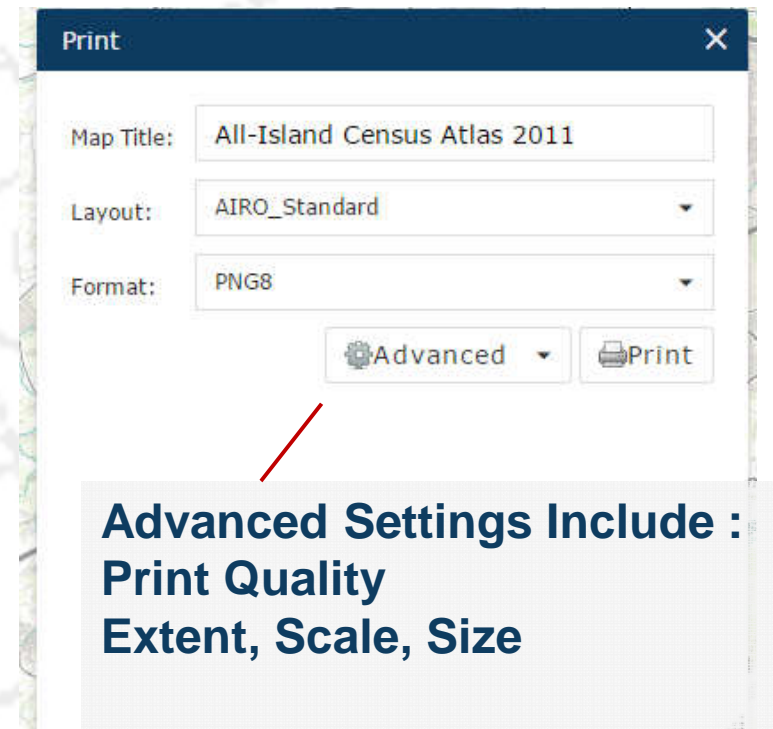 Print
Map Title: All-Island Census Atlas 2011
Layout: AIRO_Standard
Format: PNG8
Advanced Print
Advanced Settings Include :
Print Quality
Extent, Scale, Size